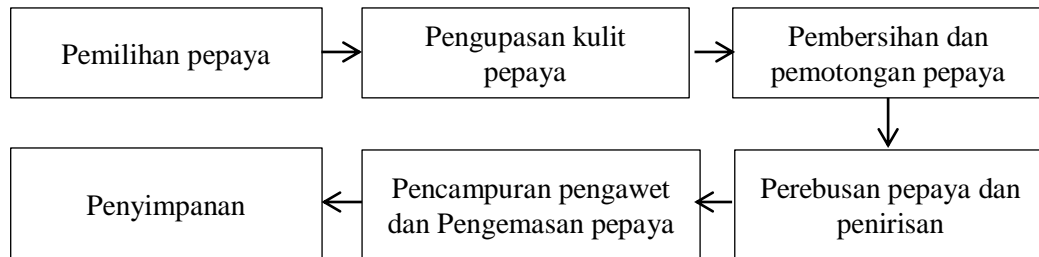 Pemilihan pepaya
Pengupasan kulit
pepaya
Pembersihan dan
pemotongan pepaya
Perebusan pepaya dan
penirisan
Pencampuran pengawet
dan Pengemasan pepaya
Penyimpanan